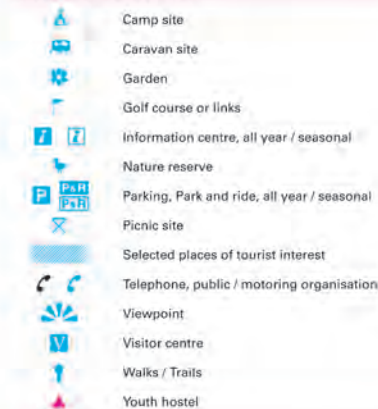 Camp site
Caravan site
Garden
Golf course or links
i i Information centre, all year / seasonal
Nature reserve
P P&R P&R Parking, Park and ride, all year / seasonal
Picnic site
Selected places of tourist interest
Telephone, public / motoring organisation
Viewpoint
V Visitor centre
Walks / Trails
Youth hostel